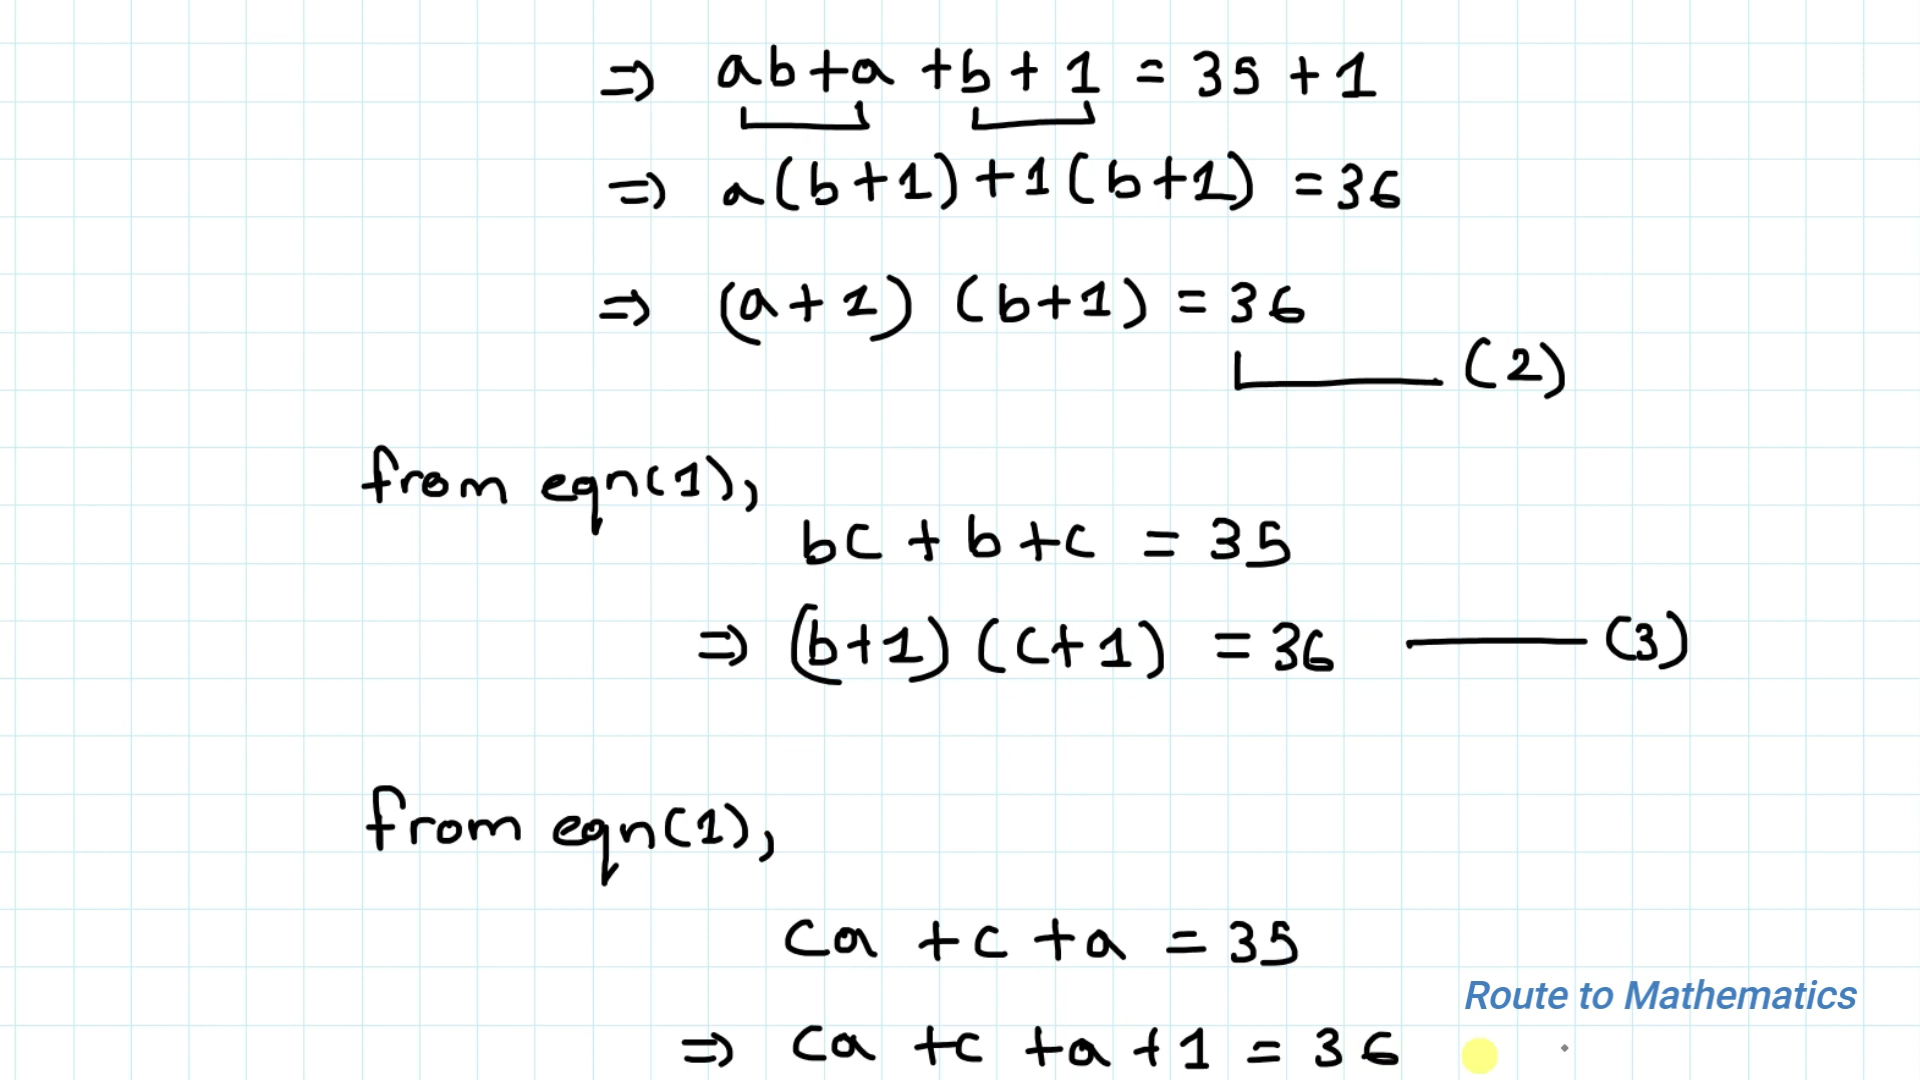 ⇒ ab+a+b+1 = 35+1
⇒ a(b+1)+1(b+1) = 36
⇒ (a+1)(b+1) = 36
(2)
from eqn(1),
bc+b+c = 35
⇒ (b+1)(c+1) = 36 —— (3)
from eqn(1),
ca+c+a = 35
Route to Mathematics
⇒ ca+c+a+1 = 36